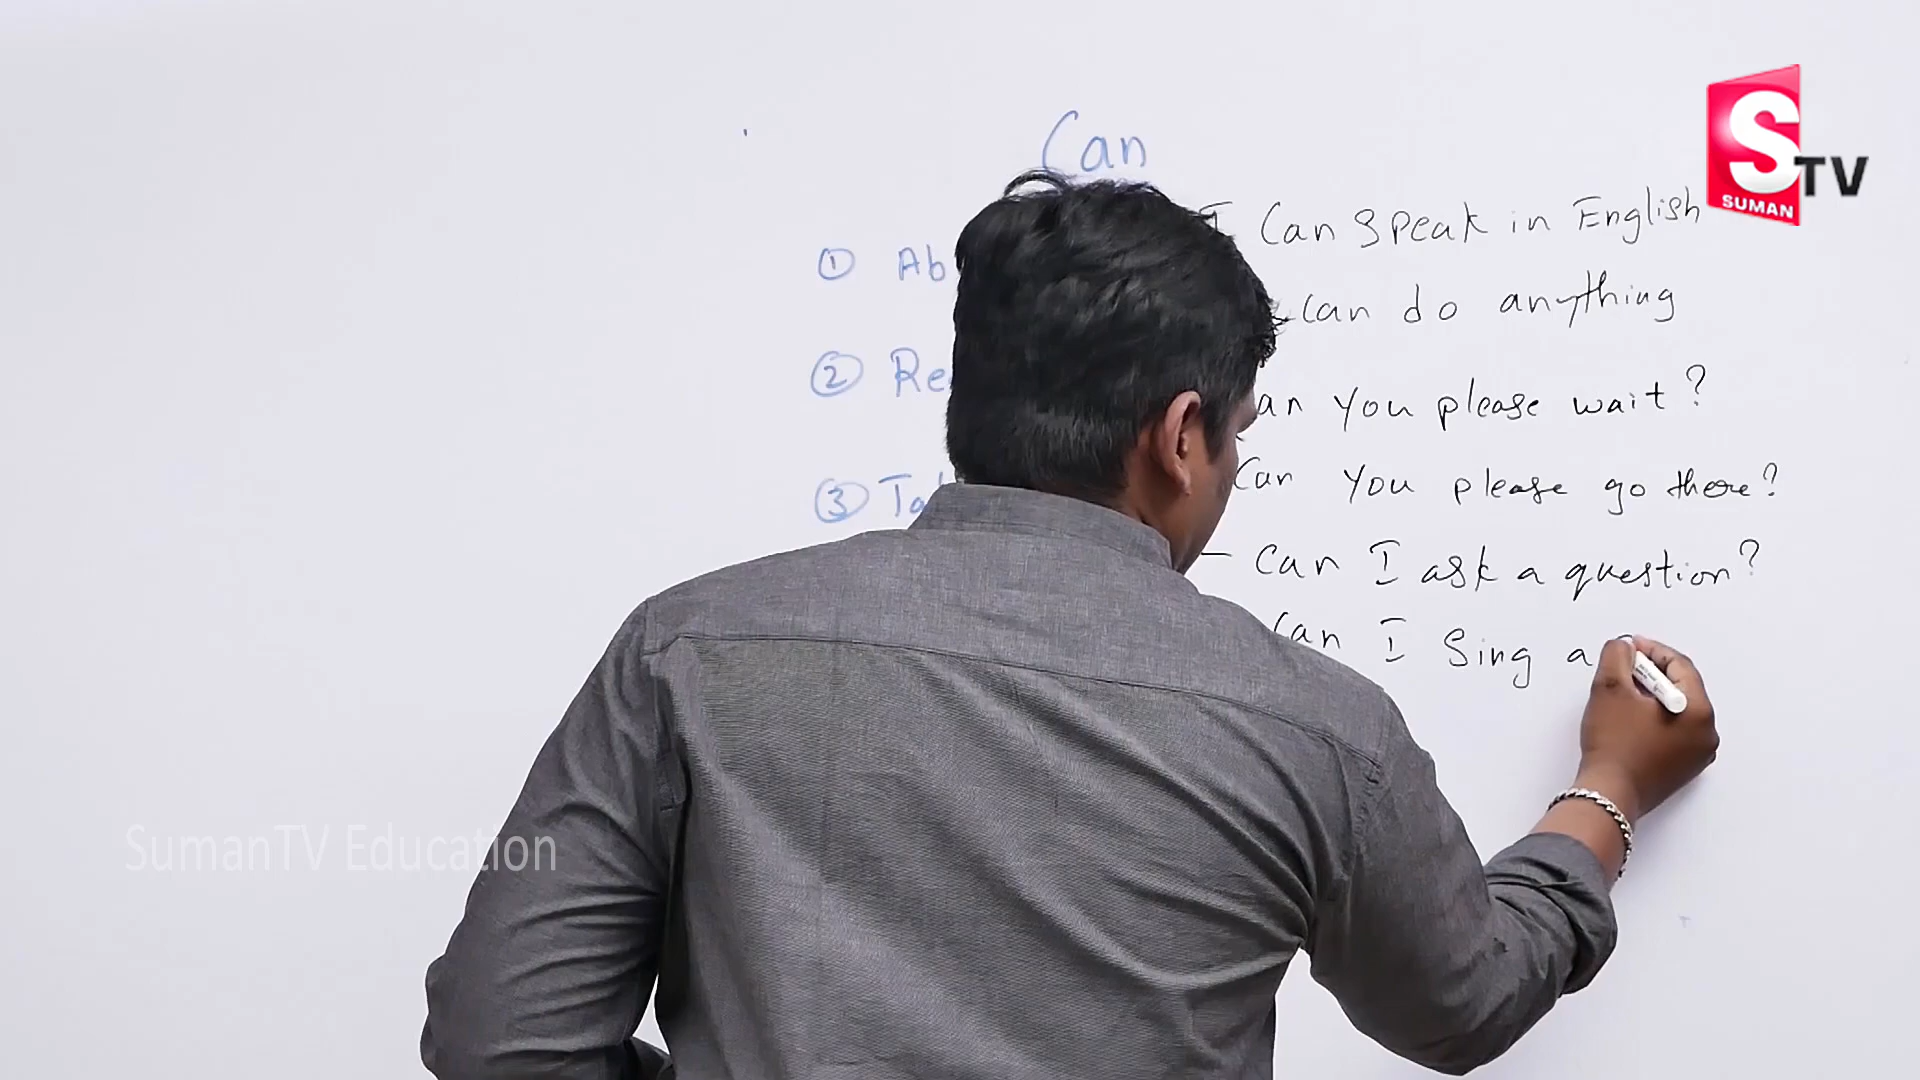 Can
S TV
SUMAN
I Can Speak in English
① Ab
can do anything
② Re
an you please wait?
Can you please go there?
③ Ta
- Can I ask a question?
Can I Sing a
SumanTV Education